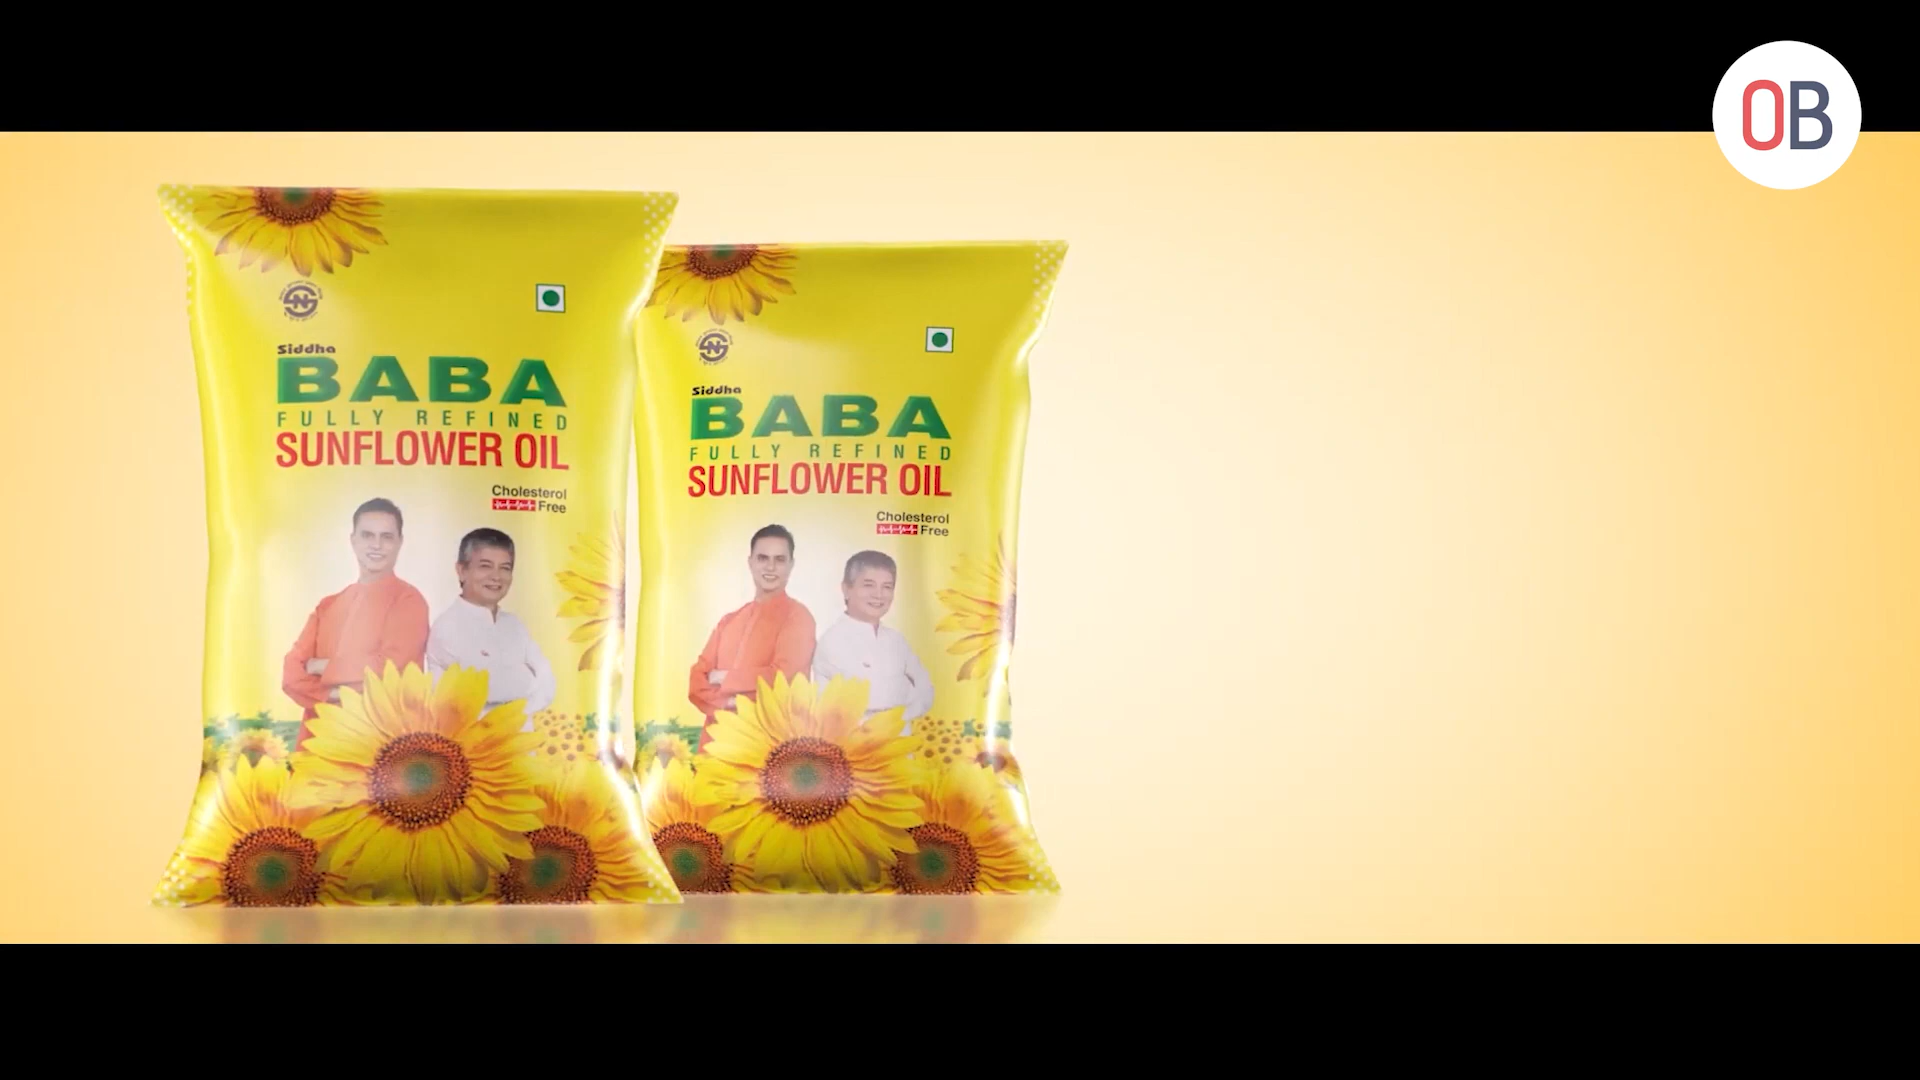 OB
Siddha
BABA
FULLY REFINED
SUNFLOWER OIL
Cholesterol
Free
Siddha
BABA
FULLY REFINED
SUNFLOWER OIL
Cholesterol
Free